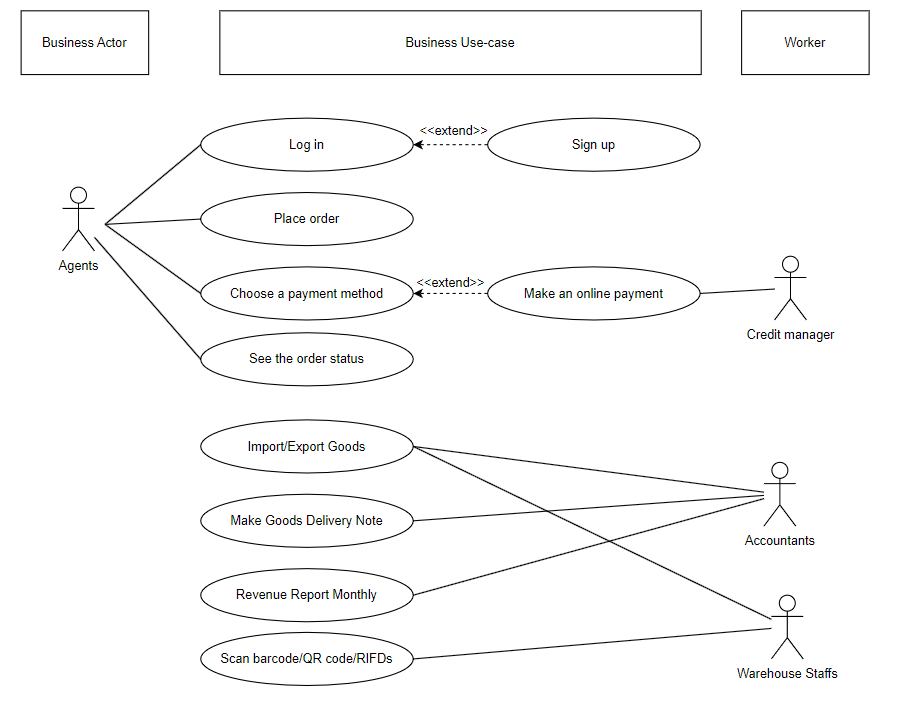 Business Actor
Business Use-case
Worker
<<extend>>
Log in
Sign up
Place order
Agents
<<extend>>
Choose a payment method
Make an online payment
Credit manager
See the order status
Import/Export Goods
Make Goods Delivery Note
Accountants
Revenue Report Monthly
Scan barcode/QR code/RIFDs
Warehouse Staffs